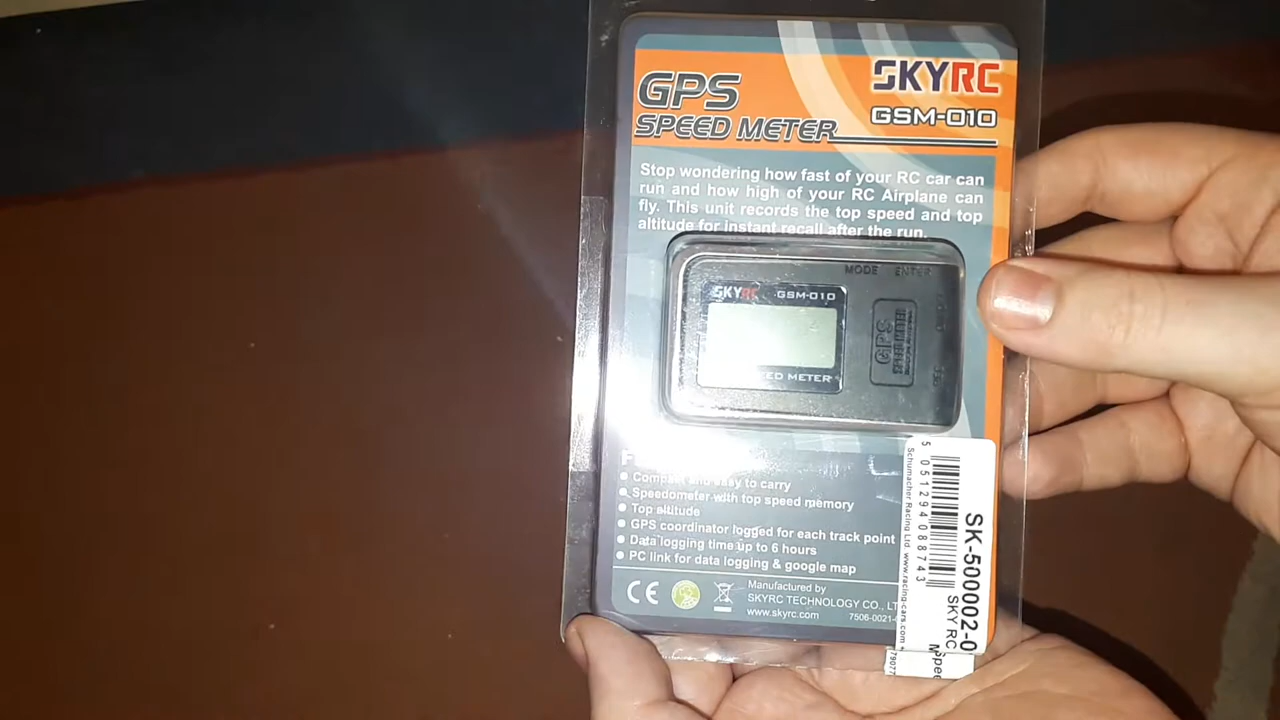 SKYRC
GPS
GSM-010
SPEED METER
Stop wondering how fast of your RC car can
run and how high of your RC Airplane can
fly. This unit records the top speed and top
altitude for instant recall after the run.
MODE ENTER
SKYRC GSM-010
GPS
SPEED METER
ED METER
Compact and easy to carry
Speedometer with top speed memory
Top altitude
GPS coordinator logged for each track point
Data logging time up to 6 hours
PC link for data logging & google map
CE
Manufactured by
SKYRC TECHNOLOGY CO., LT
www.skyrc.com
7506-0021-
SK-500002-0
SKY RC
5 051294 088743
Schumacher Racing Ltd. www.racing-cars.com